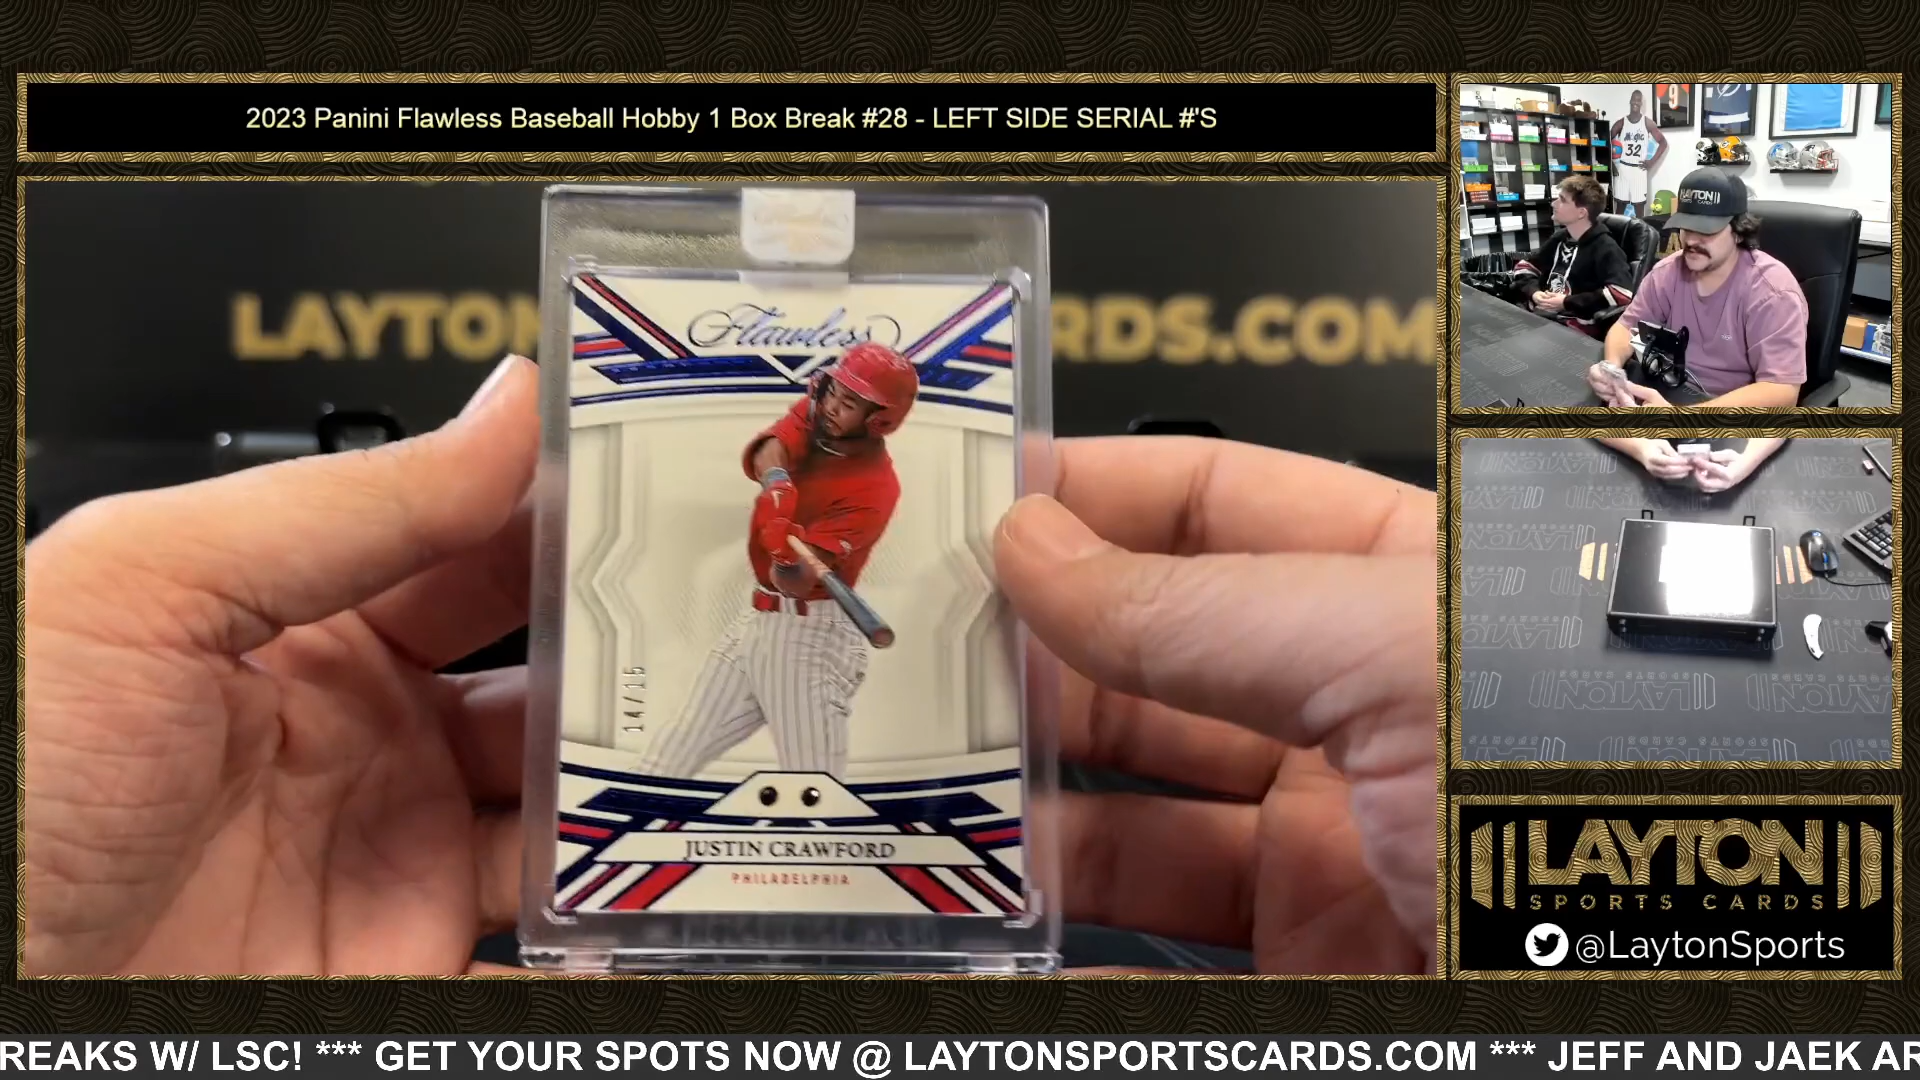 2023 Panini Flawless Baseball Hobby 1 Box Break #28 - LEFT SIDE SERIAL #'S
LAYTON
RDS.COM
Flawless
14/15
JUSTIN CRAWFORD
PHILADELPHIA
32
9
LAYTON
LAYTON
SPORTS CARDS
@LaytonSports
REAKS W/ LSC! *** GET YOUR SPOTS NOW @ LAYTONSPORTSCARDS.COM *** JEFF AND JAEK AR